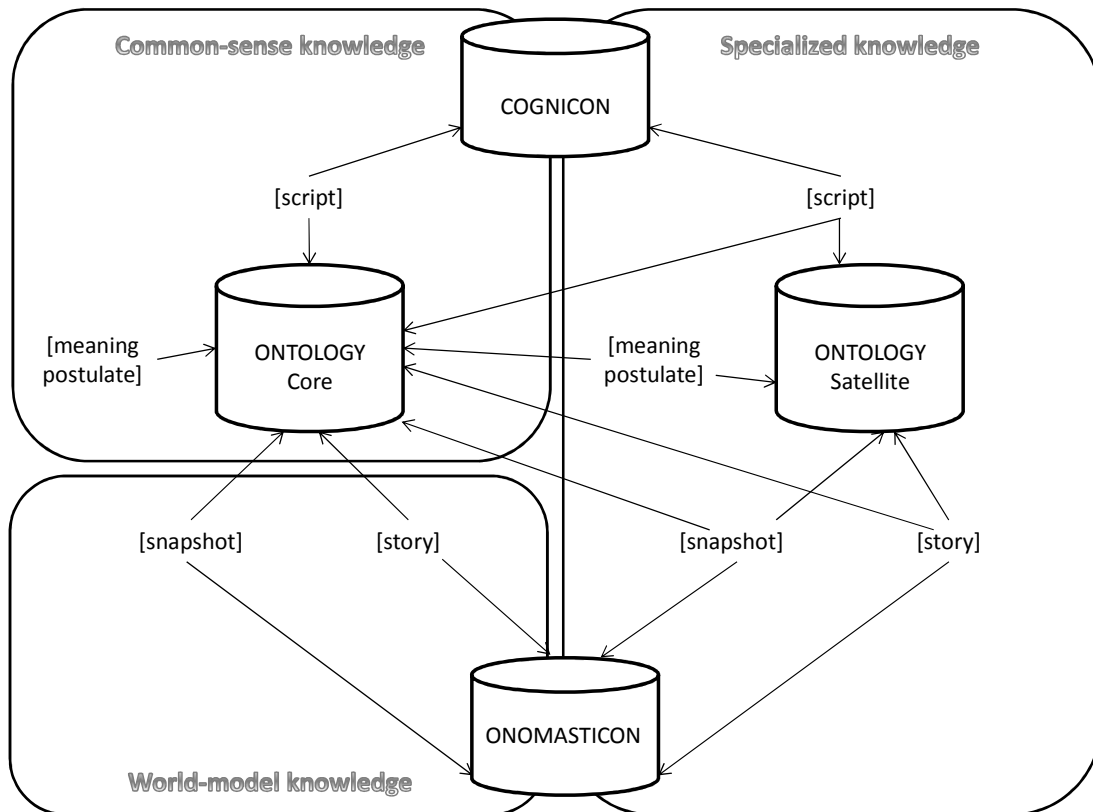 Common-sense knowledge
Specialized knowledge
COGNICON
[script]
[script]
[meaning
postulate]
ONTOLOGY
Core
[meaning
postulate]
ONTOLOGY
Satellite
[snapshot]
[story]
[snapshot]
[story]
ONOMASTICON
World-model knowledge